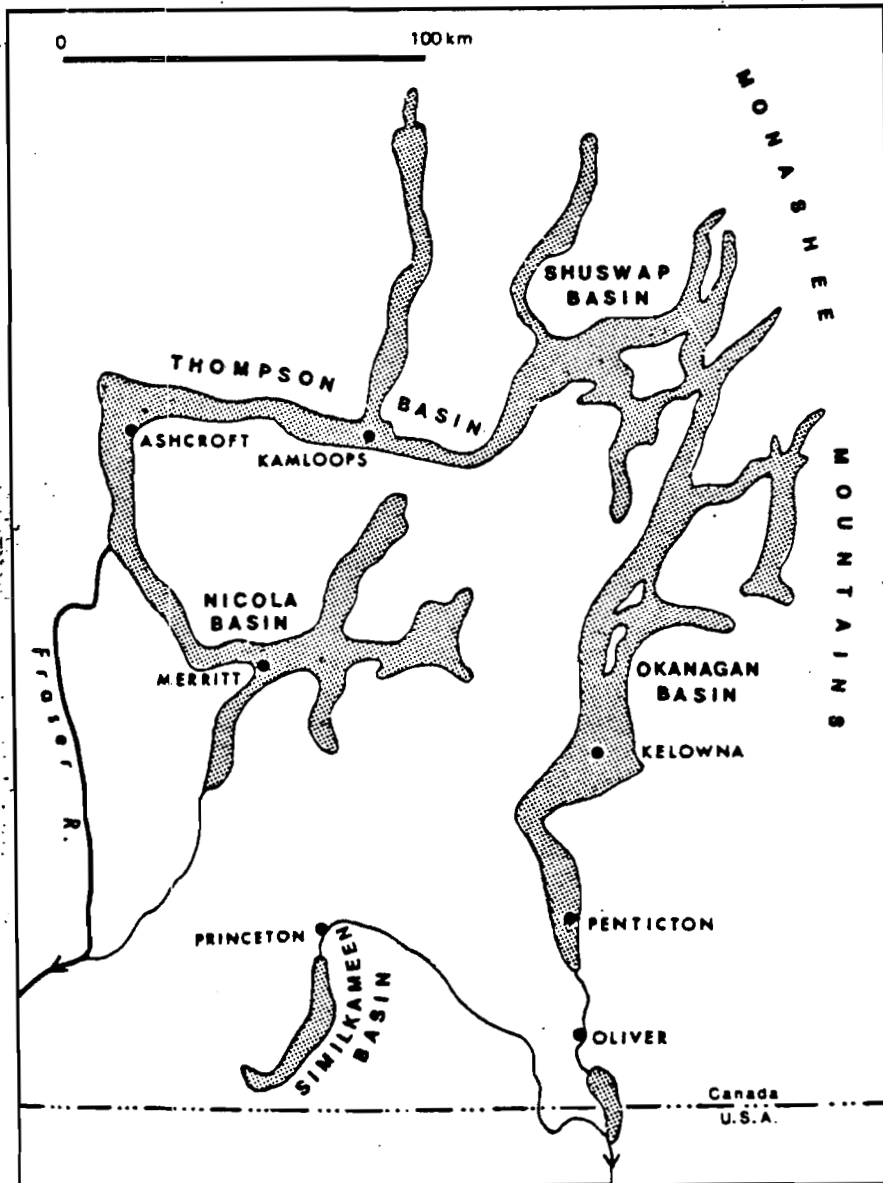 0 100 km
MONASHEE
SHUSWAP
BASIN
THOMPSON
BASIN
ASHCROFT
KAMLOOPS
MOUNTAINS
NICOLA
BASIN
MERRITT
OKANAGAN
BASIN
Fraser R.
KELOWNA
PENTICTON
PRINCETON
SIMILKAMEEN
BASIN
OLIVER
Canada
U.S.A.